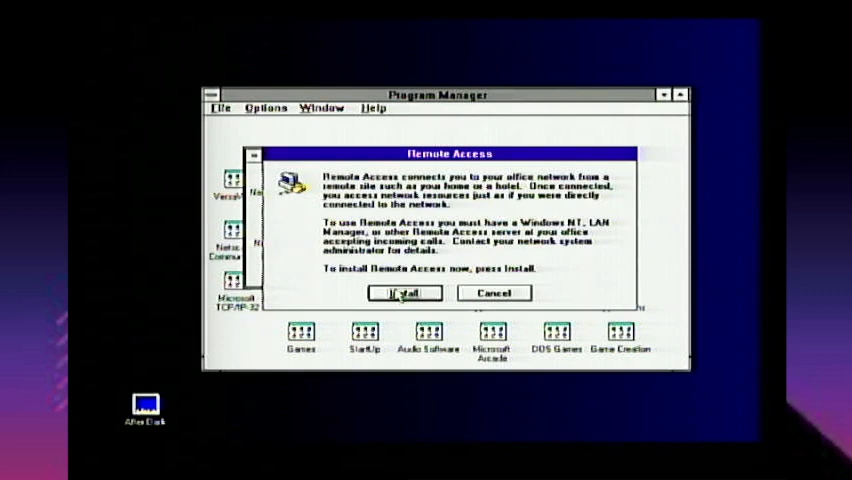 Program Manager
File Options Window Help
Remote Access
Remote Access connects you to your office network from a
remote site such as your home or a hotel. Once connected,
you access network resources just as if you were directly
connected to the network.
To use Remote Access you must have a Windows NT, LAN
Manager, or other Remote Access server at your office
accepting incoming calls. Contact your network system
administrator for details.
To install Remote Access now, press Install.
Install Cancel
Microsoft
TCP/IP-32
Games StartUp Audio Software Microsoft
Arcade DOS Games Game Creation
After Dark